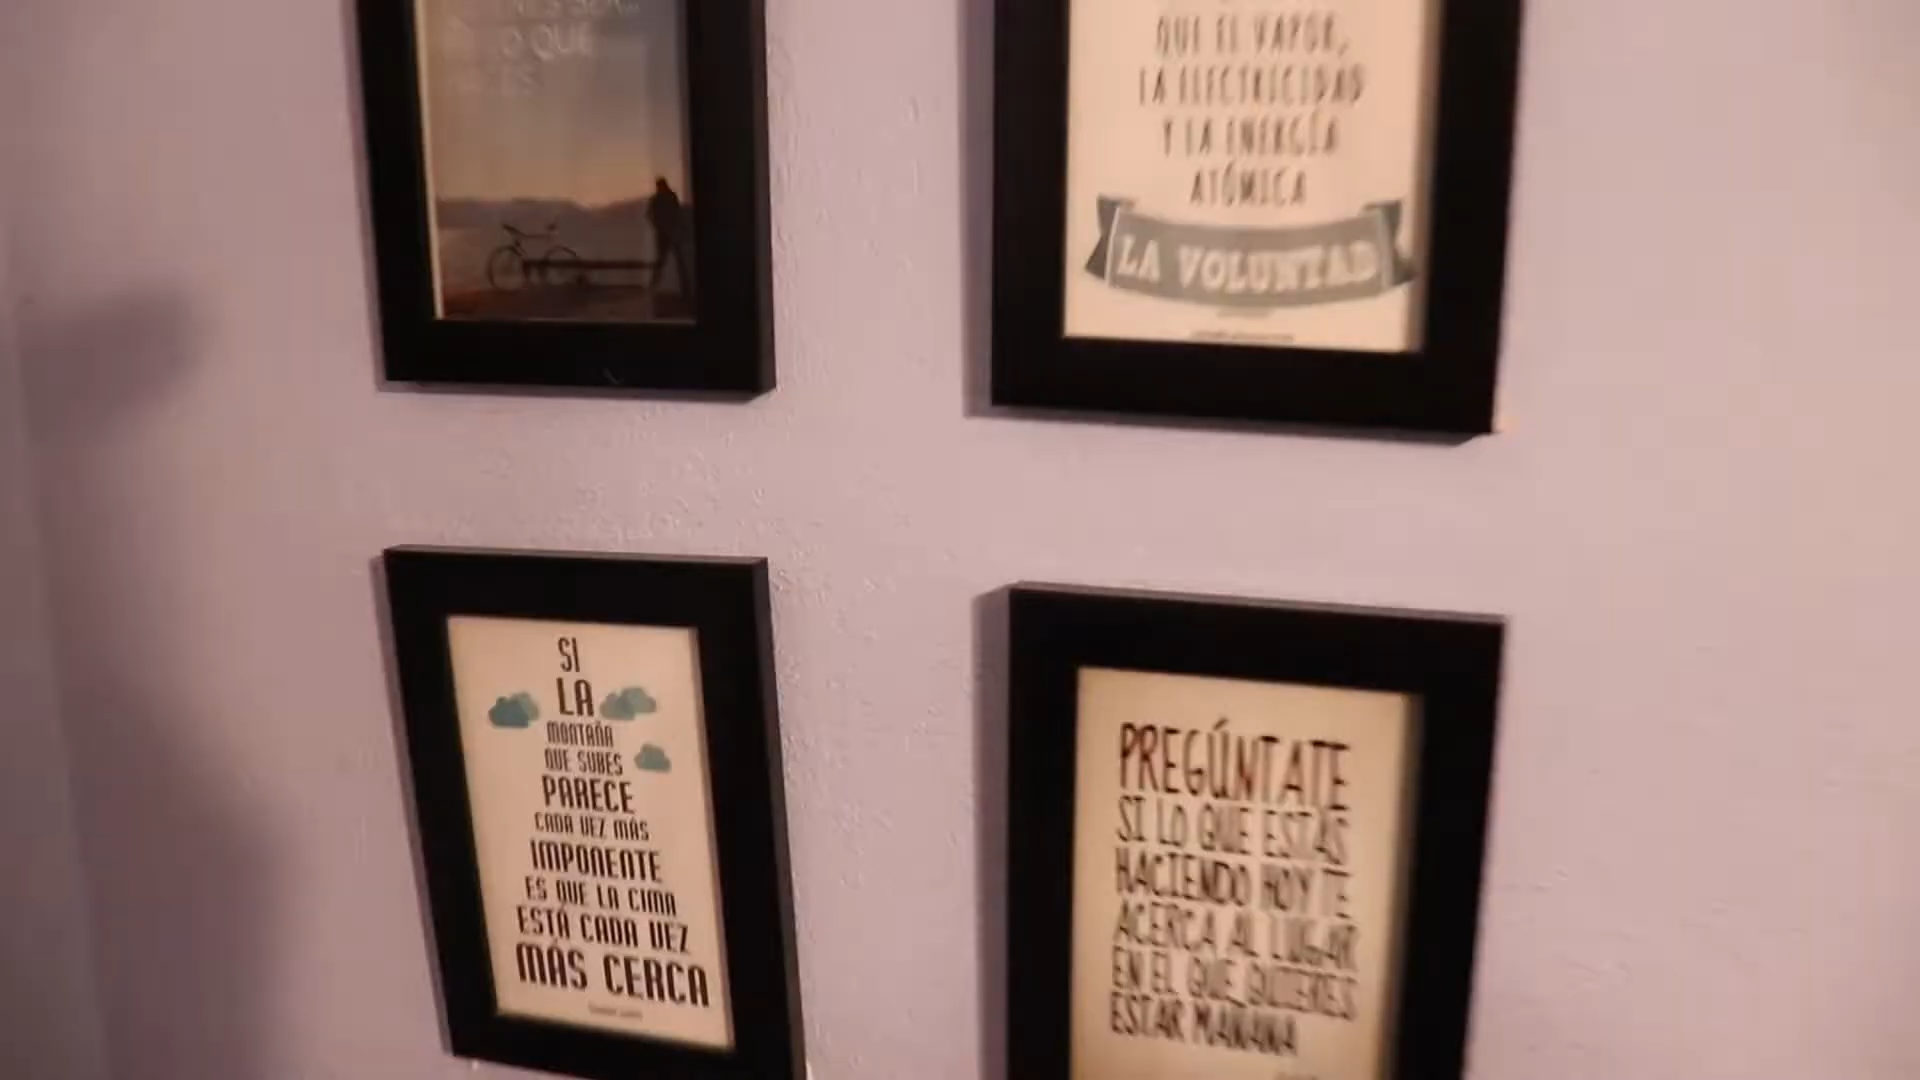 O QUE
QUE EL VAPOR,
LA ELECTRICIDAD
Y LA ENERGÍA
ATÓMICA
LA VOLUNTAD
SI
LA
MONTAÑA
QUE SUBES
PARECE
CADA VEZ MÁS
IMPONENTE
ES QUE LA CIMA
ESTÁ CADA VEZ
MÁS CERCA
PREGÚNTATE
SI LO QUE ESTÁS
HACIENDO HOY TE
ACERCA AL LUGAR
EN EL QUE QUIERES
ESTAR MAÑANA